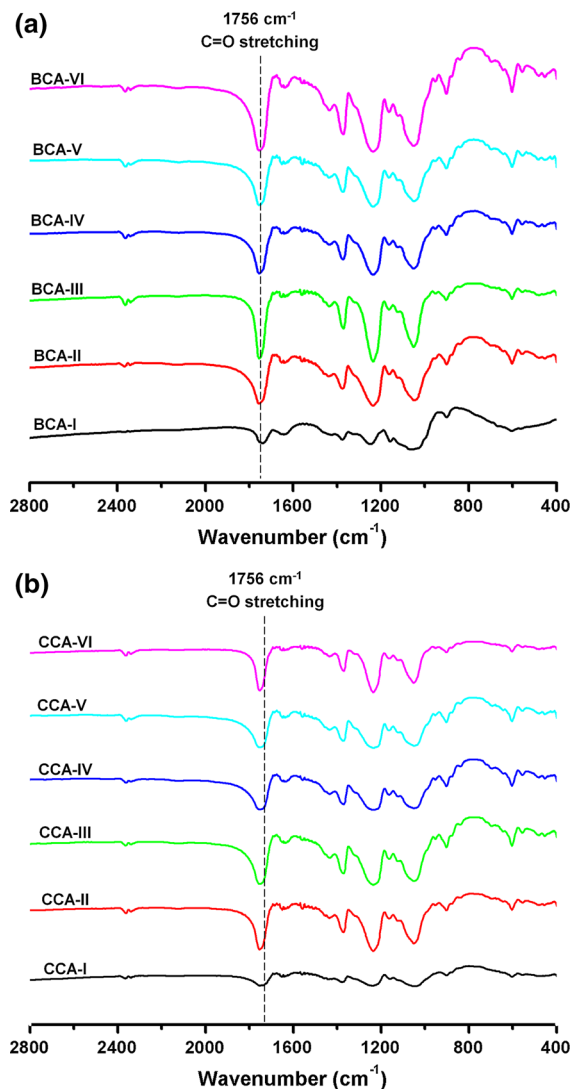 (a)
1756 cm⁻¹
C=O stretching
BCA-VI
BCA-V
BCA-IV
BCA-III
BCA-II
BCA-I
2800 2400 2000 1600 1200 800 400
Wavenumber (cm⁻¹)
(b)
1756 cm⁻¹
C=O stretching
CCA-VI
CCA-V
CCA-IV
CCA-III
CCA-II
CCA-I
2800 2400 2000 1600 1200 800 400
Wavenumber (cm⁻¹)